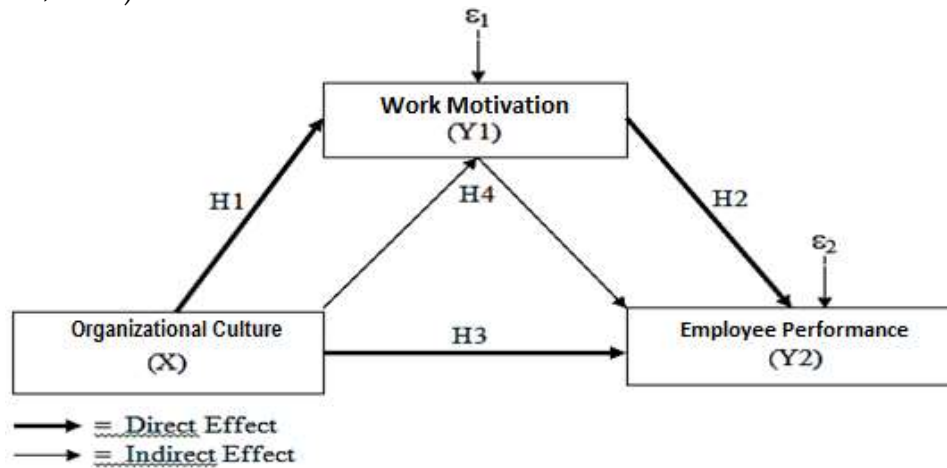 ε1
Work Motivation
(Y1)
H1
H4
H2
ε2
Organizational Culture
(X)
H3
Employee Performance
(Y2)
= Direct Effect
= Indirect Effect